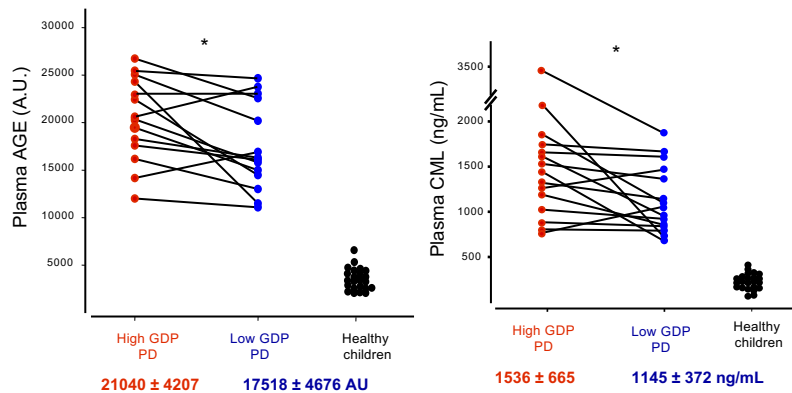 Plasma AGE (A.U.)
30000
25000
20000
15000
10000
5000
*
High GDP
PD
Low GDP
PD
Healthy
children
21040 ± 4207
17518 ± 4676 AU
Plasma CML (ng/mL)
3500
2000
1500
1000
500
*
High GDP
PD
Low GDP
PD
Healthy
children
1536 ± 665
1145 ± 372 ng/mL